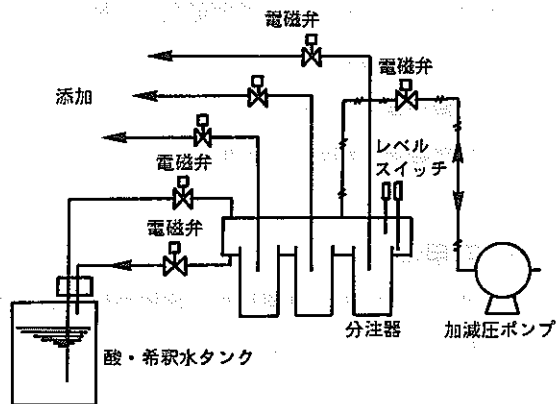 電磁弁
電磁弁
添加
レベル
スイッチ
電磁弁
電磁弁
分注器
加減圧ポンプ
酸・希釈水タンク